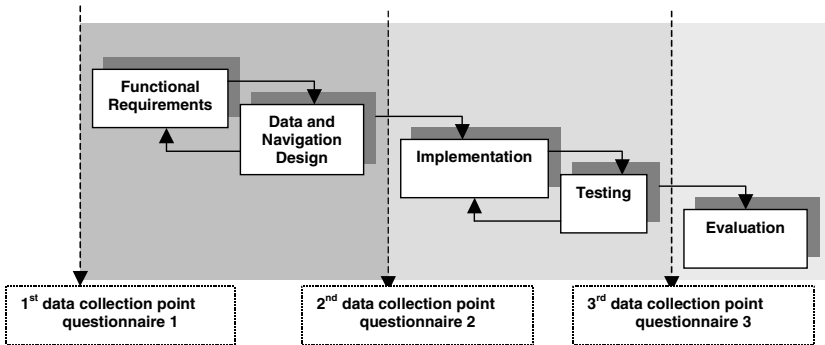 Functional
Requirements
Data and
Navigation
Design
Implementation
Testing
Evaluation
1st data collection point
questionnaire 1
2nd data collection point
questionnaire 2
3rd data collection point
questionnaire 3